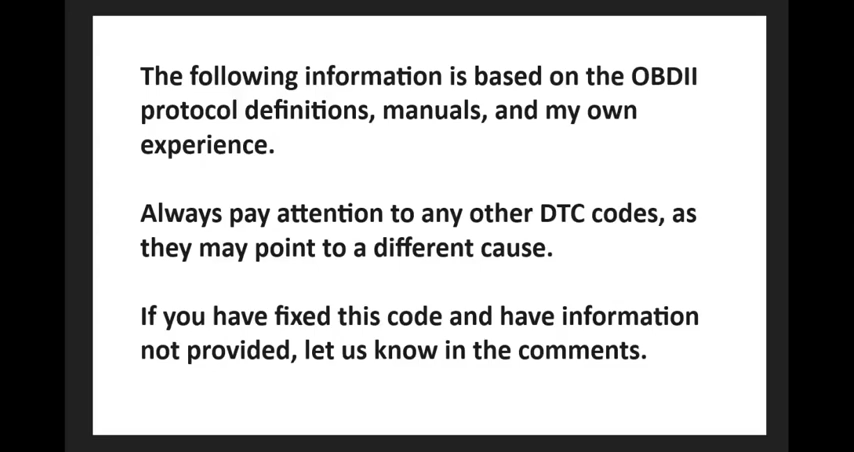 The following information is based on the OBDII
protocol definitions, manuals, and my own
experience.
Always pay attention to any other DTC codes, as
they may point to a different cause.
If you have fixed this code and have information
not provided, let us know in the comments.